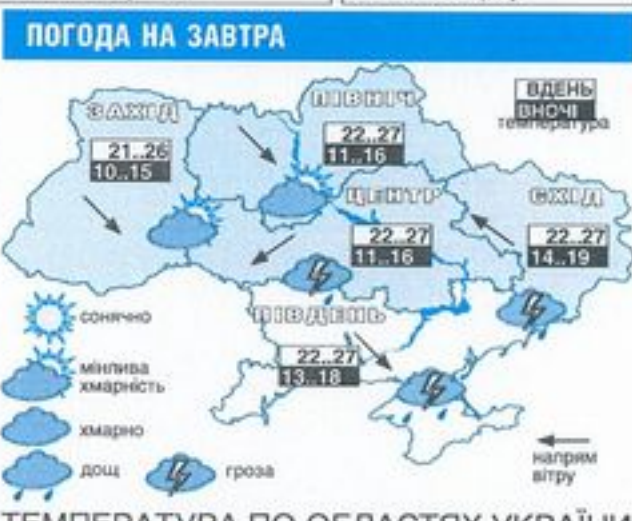 ПОГОДА НА ЗАВТРА
ЗАХІД
21..26
10..15
ПІВНІЧ
22..27
11..16
ВДЕНЬ
ВНОЧІ
температура
ЦЕНТР
22..27
11..16
СХІД
22..27
14..19
ПІВДЕНЬ
22..27
13..18
сонячно
мінлива
хмарність
хмарно
дощ
гроза
напрям
вітру
ТЕМПЕРАТУРА ПО ОБЛАСТЯХ УКРАЇНИ